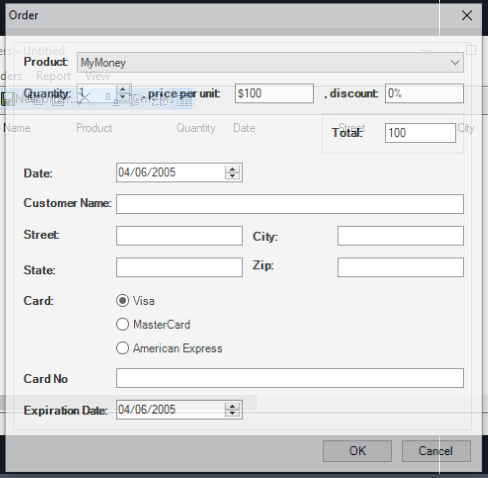 Order
ers - Untitled
Product: MyMoney
ders Report View
Quantity: 1 , price per unit: $100 , discount: 0%
Name Product Quantity Date Street City
Total: 100
Date: 04/06/2005
Customer Name:
Street: City:
State: Zip:
Card: Visa
MasterCard
American Express
Card No
Expiration Date: 04/06/2005
OK Cancel